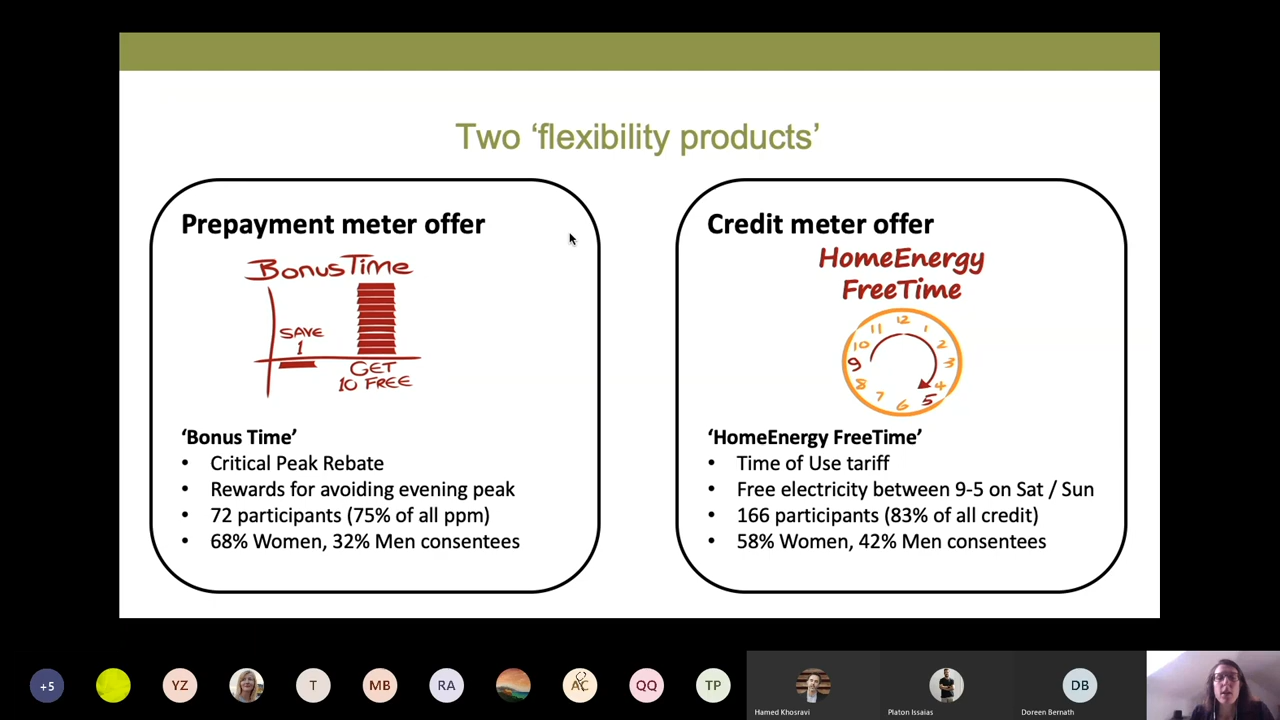 Two ‘flexibility products’
Prepayment meter offer
BonusTime
SAVE
1
GET
10 FREE
‘Bonus Time’
• Critical Peak Rebate
• Rewards for avoiding evening peak
• 72 participants (75% of all ppm)
• 68% Women, 32% Men consentees
Credit meter offer
HomeEnergy
FreeTime
12
1
2
3
4
5
6
7
8
9
10
11
‘HomeEnergy FreeTime’
• Time of Use tariff
• Free electricity between 9-5 on Sat / Sun
• 166 participants (83% of all credit)
• 58% Women, 42% Men consentees
+5
YZ
T
MB
RA
AC
QQ
TP
DB
Hamed Khosravi
Platon Issaias
Doreen Bernath